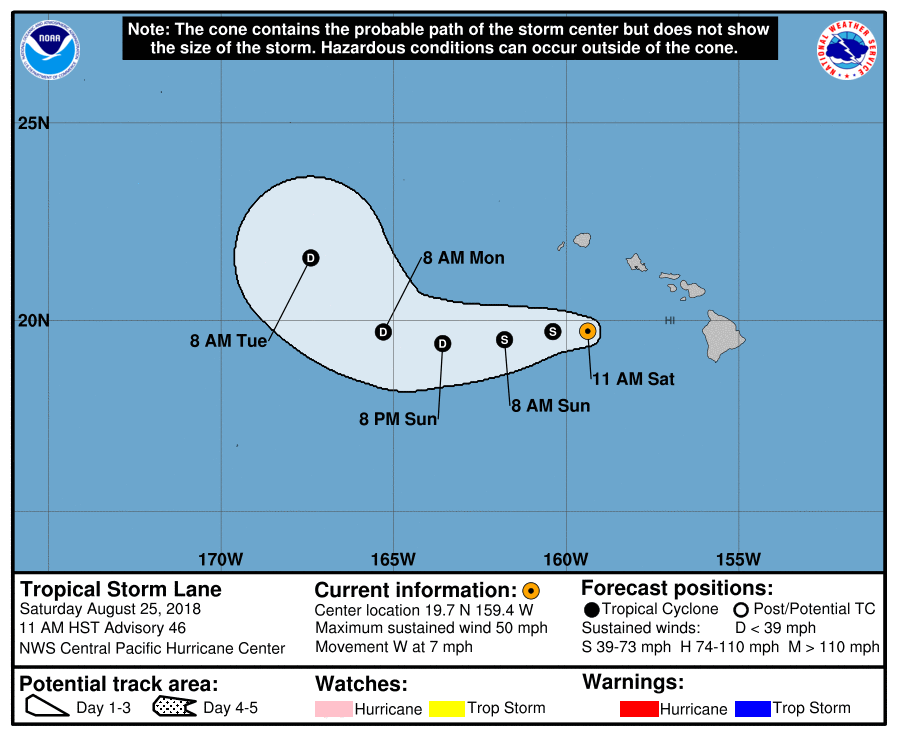 Note: The cone contains the probable path of the storm center but does not show
the size of the storm. Hazardous conditions can occur outside of the cone.
NOAA
NATIONAL WEATHER SERVICE
25N
20N
8 AM Mon
D
8 AM Tue
D
D
S
S
HI
11 AM Sat
8 AM Sun
8 PM Sun
170W 165W 160W 155W
Tropical Storm Lane
Saturday August 25, 2018
11 AM HST Advisory 46
NWS Central Pacific Hurricane Center
Current information:
Center location 19.7 N 159.4 W
Maximum sustained wind 50 mph
Movement W at 7 mph
Forecast positions:
Tropical Cyclone Post/Potential TC
Sustained winds: D < 39 mph
S 39-73 mph H 74-110 mph M > 110 mph
Potential track area:
Day 1-3 Day 4-5
Watches:
Hurricane Trop Storm
Warnings:
Hurricane Trop Storm